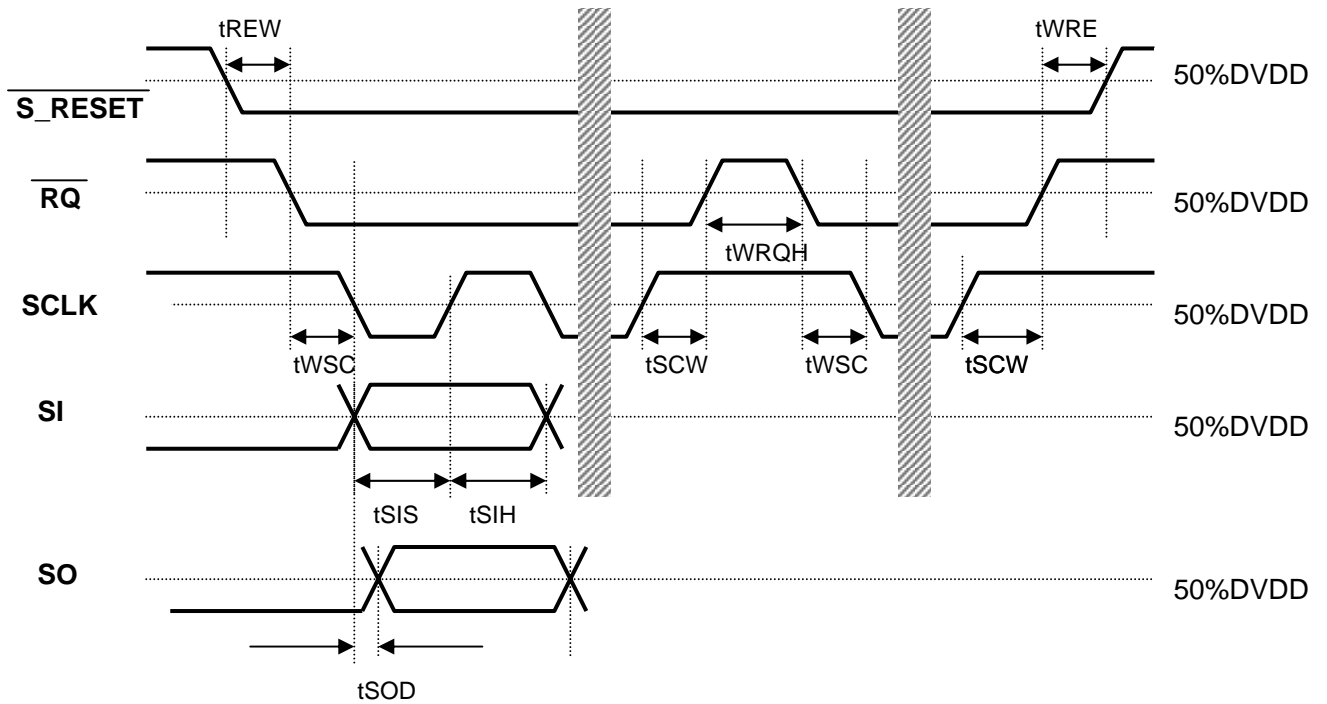 tREW
tWRE
S_RESET
50%DVDD
RQ
50%DVDD
tWRQH
SCLK
50%DVDD
tWSC
tSCW
tWSC
tSCW
SI
50%DVDD
tSIS
tSIH
SO
50%DVDD
tSOD